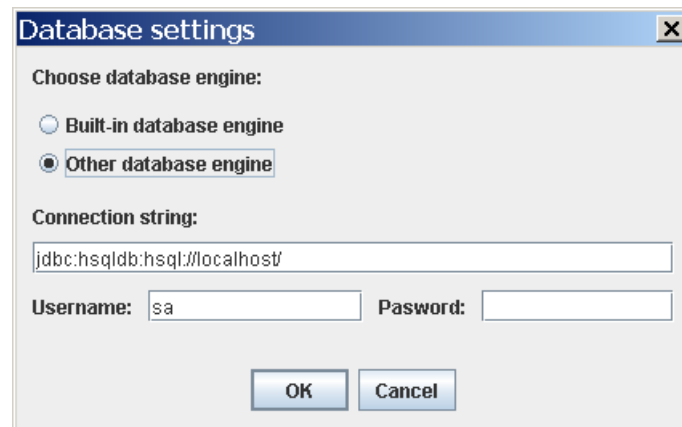 Database settings
Choose database engine:
Built-in database engine
Other database engine
Connection string:
jdbc:hsqldb:hsql://localhost/
Username: sa Pasword:
OK Cancel